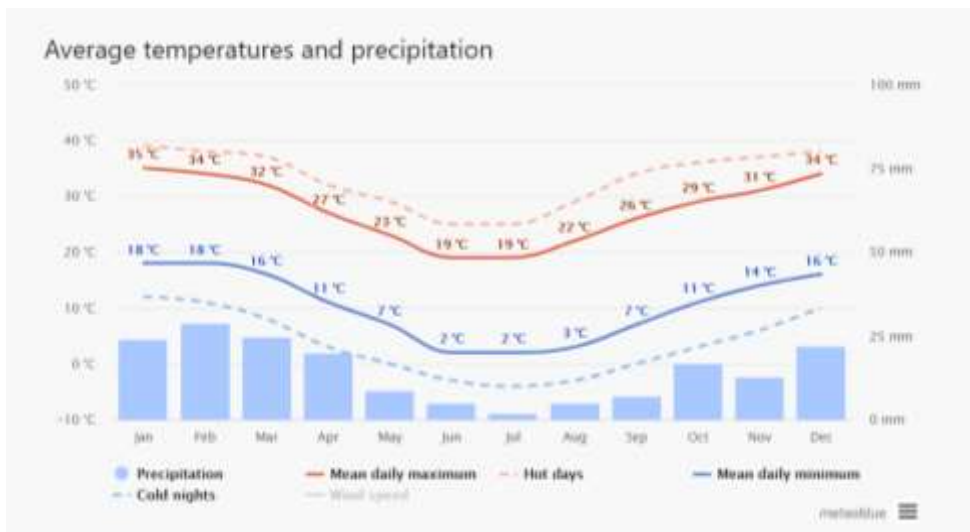 Average temperatures and precipitation
50 °C 100 mm
40 °C
35 °C 34 °C 32 °C 27 °C 23 °C 19 °C 19 °C 22 °C 26 °C 29 °C 31 °C 34 °C
75 mm
30 °C
20 °C 50 mm
18 °C 18 °C 16 °C 11 °C 7 °C 2 °C 2 °C 3 °C 7 °C 11 °C 14 °C 16 °C
10 °C
25 mm
0 °C
-10 °C 0 mm
Jan Feb Mar Apr May Jun Jul Aug Sep Oct Nov Dec
Precipitation Mean daily maximum Hot days Mean daily minimum
Cold nights Wind speed
meteoblue